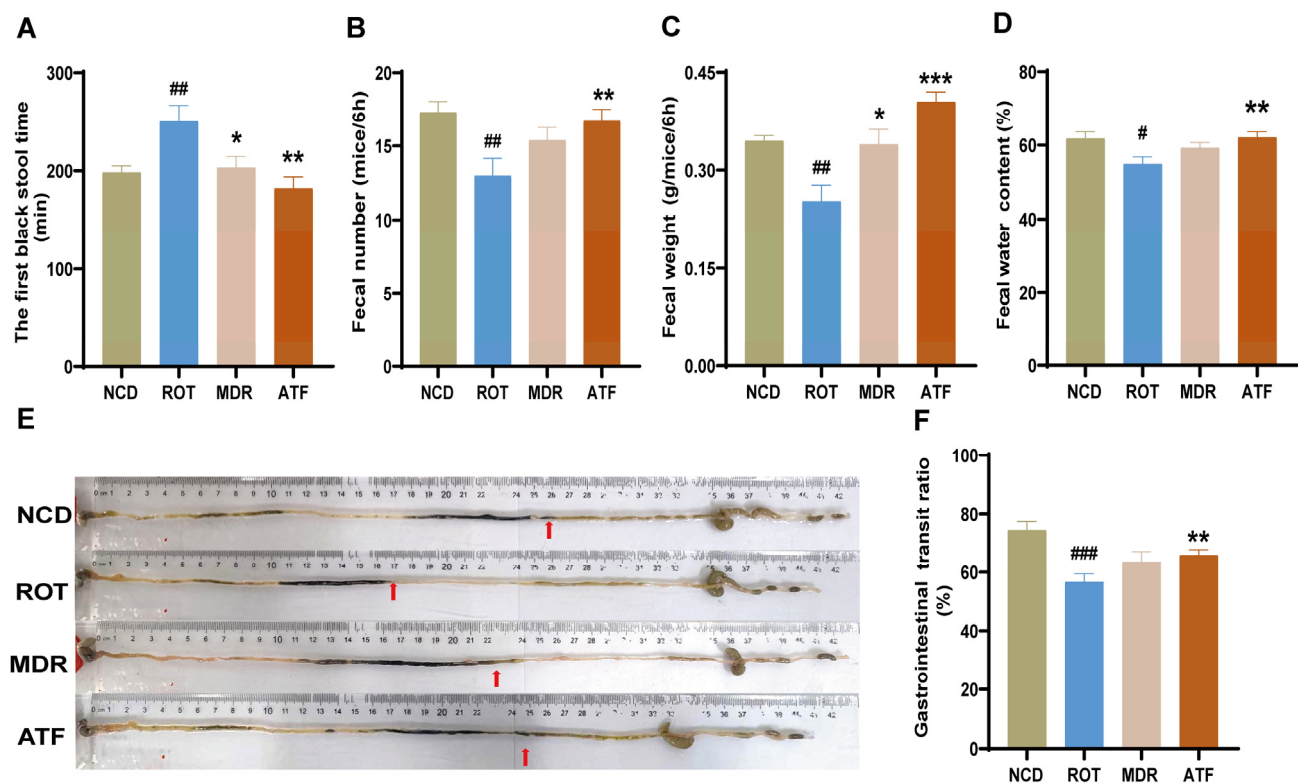 A
The first black stool time
(min)
300
200
100
0
##
*
**
NCD ROT MDR ATF
B
Fecal number (mice/6h)
20
15
10
5
0
##
**
NCD ROT MDR ATF
C
Fecal weight (g/mice/6h)
0.45
0.30
0.15
0.00
##
*
***
NCD ROT MDR ATF
D
Fecal water content (%)
80
60
40
20
0
#
**
NCD ROT MDR ATF
E
NCD
ROT
MDR
ATF
F
Gastrointestinal transit ratio
(%)
100
80
60
40
20
0
###
**
NCD ROT MDR ATF